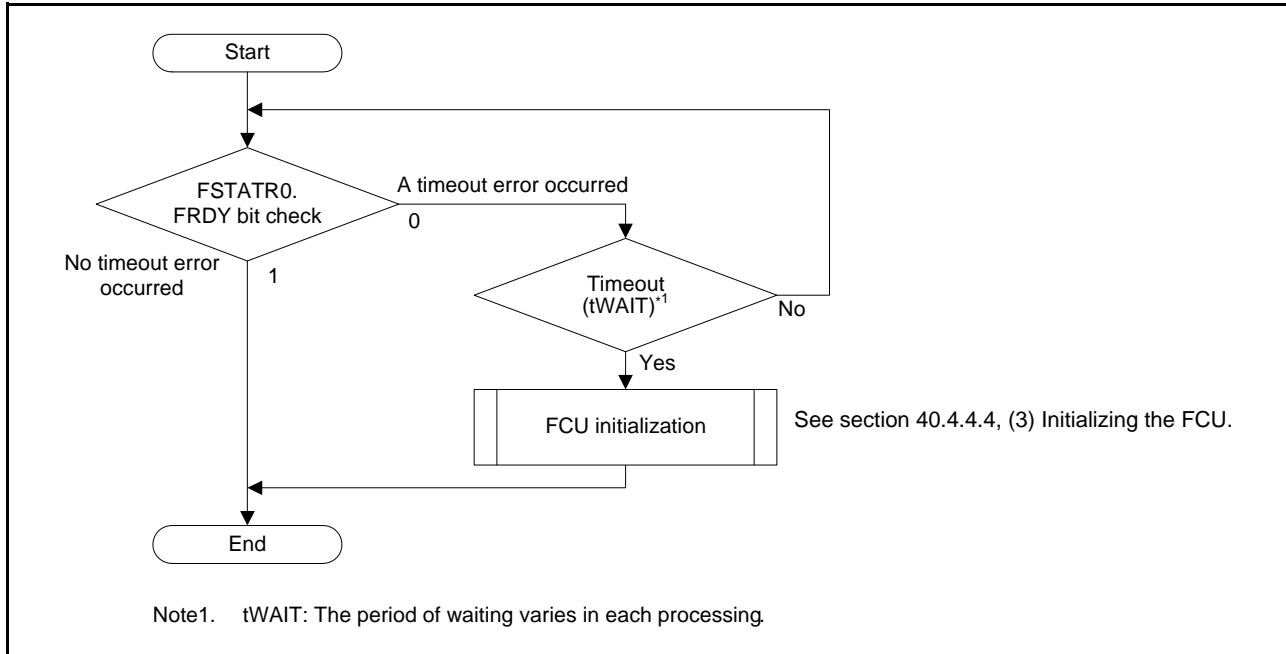 Start
FSTATR0.
FRDY bit check
A timeout error occurred
0
No timeout error
occurred
1
Timeout
(tWAIT)*1
No
Yes
FCU initialization
See section 40.4.4.4, (3) Initializing the FCU.
End
Note1. tWAIT: The period of waiting varies in each processing.